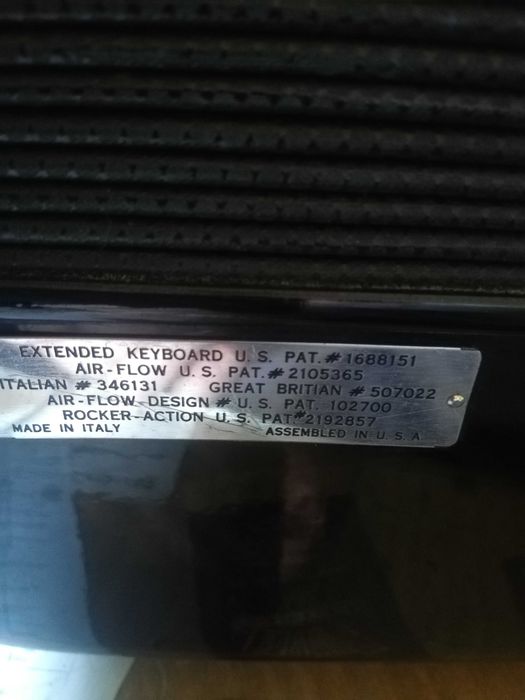 EXTENDED KEYBOARD U. S. PAT. # 1688151
AIR-FLOW U. S. PAT. # 2105365
ITALIAN # 346131 GREAT BRITIAN # 507022
AIR-FLOW DESIGN # U. S. PAT. 102700
ROCKER-ACTION U. S. PAT # 2192857
MADE IN ITALY ASSEMBLED IN U. S. A.